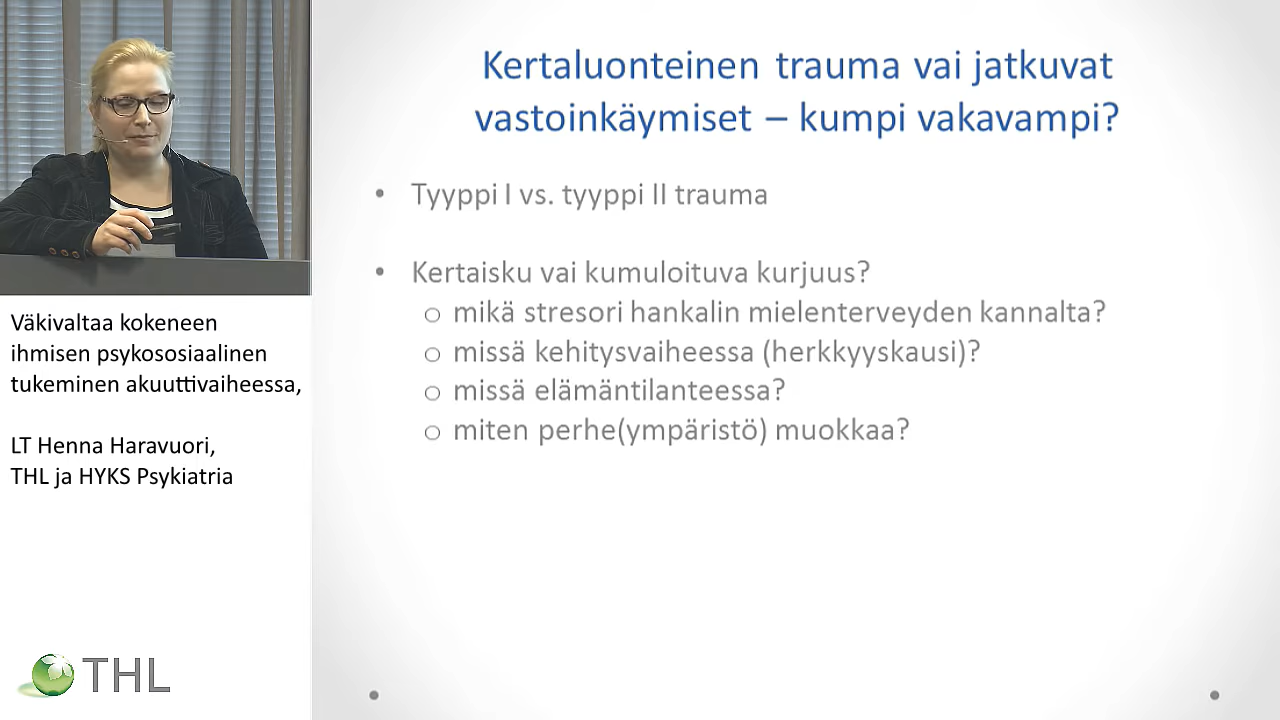 Kertaluonteinen trauma vai jatkuvat
vastoinkäymiset – kumpi vakavampi?
• Tyyppi I vs. tyyppi II trauma
• Kertaisku vai kumuloituva kurjuus?
o mikä stresori hankalin mielenterveyden kannalta?
o missä kehitysvaiheessa (herkkyyskausi)?
o missä elämäntilanteessa?
o miten perhe(ympäristö) muokkaa?
Väkivaltaa kokeneen
ihmisen psykososiaalinen
tukeminen akuuttivaiheessa,
LT Henna Haravuori,
THL ja HYKS Psykiatria
THL